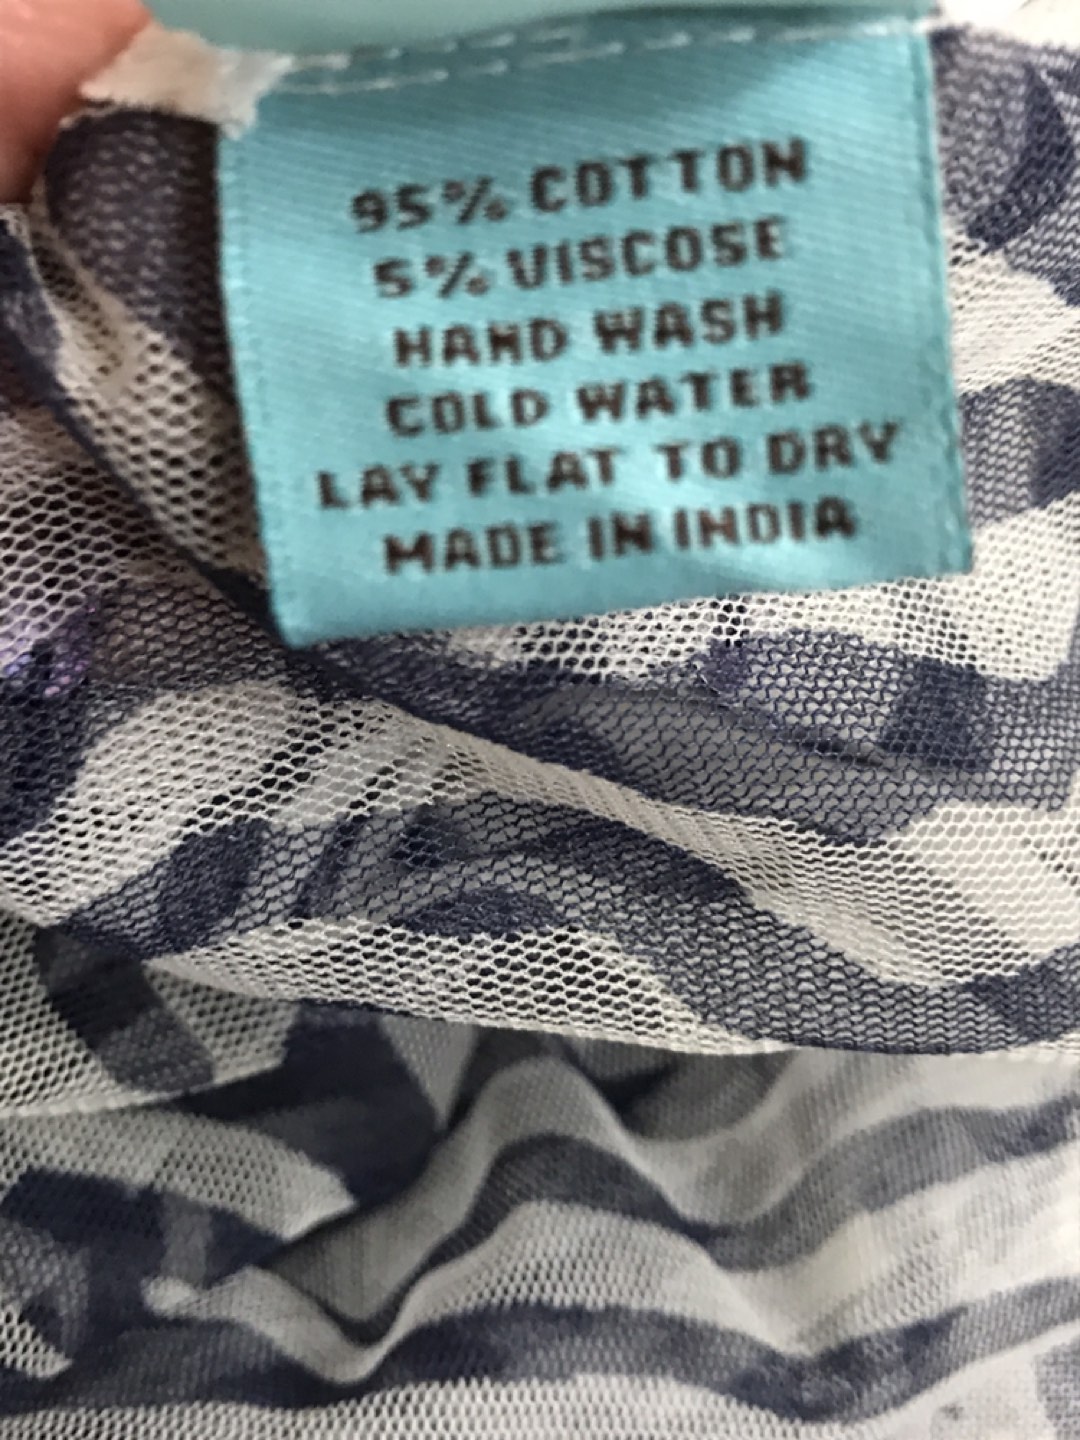 95% COTTON
5% VISCOSE
HAND WASH
COLD WATER
LAY FLAT TO DRY
MADE IN INDIA